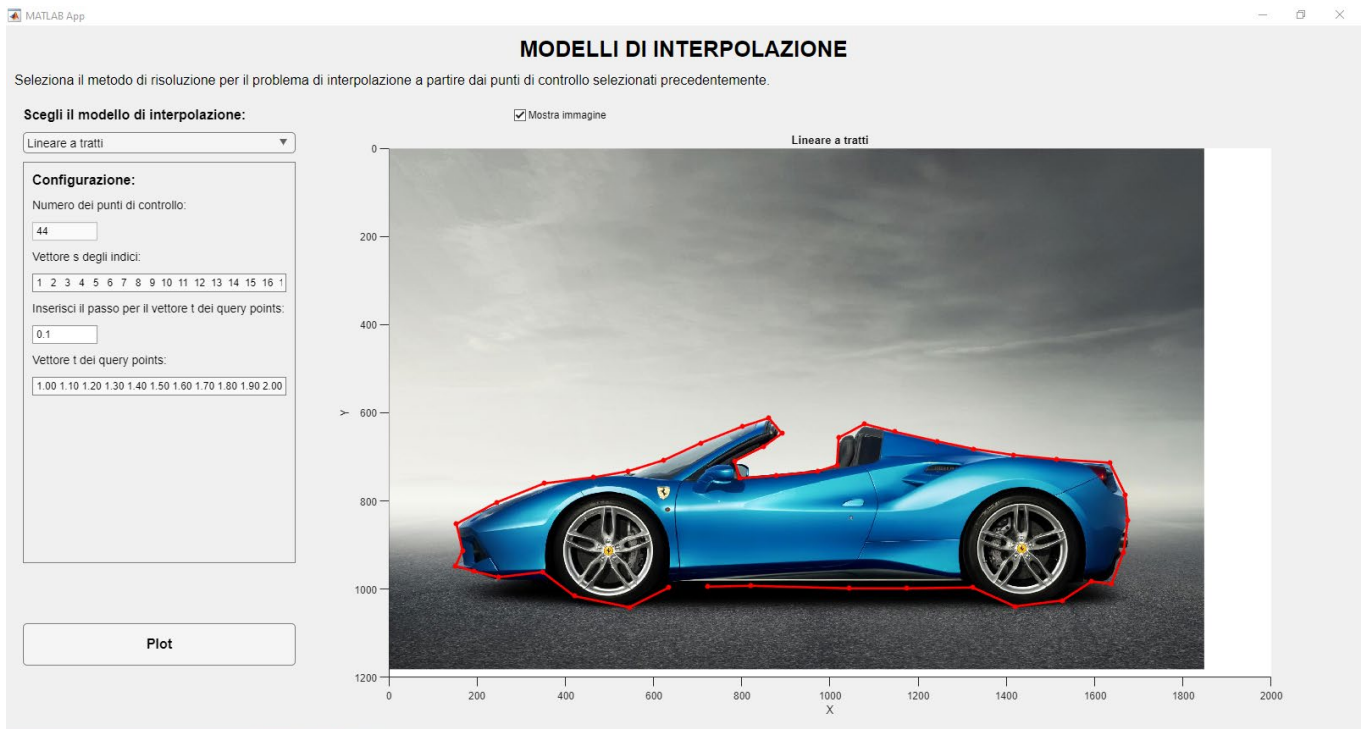 MATLAB App
MODELLI DI INTERPOLAZIONE
Seleziona il metodo di risoluzione per il problema di interpolazione a partire dai punti di controllo selezionati precedentemente.
Scegli il modello di interpolazione:
Lineare a tratti
Configurazione:
Numero dei punti di controllo:
44
Vettore s degli indici:
1 2 3 4 5 6 7 8 9 10 11 12 13 14 15 16 1
Inserisci il passo per il vettore t dei query points:
0.1
Vettore t dei query points:
1.00 1.10 1.20 1.30 1.40 1.50 1.60 1.70 1.80 1.90 2.00
Plot
Mostra immagine
Lineare a tratti
0
200
400
Y
600
800
1000
1200
0 200 400 600 800 1000 1200 1400 1600 1800 2000
X